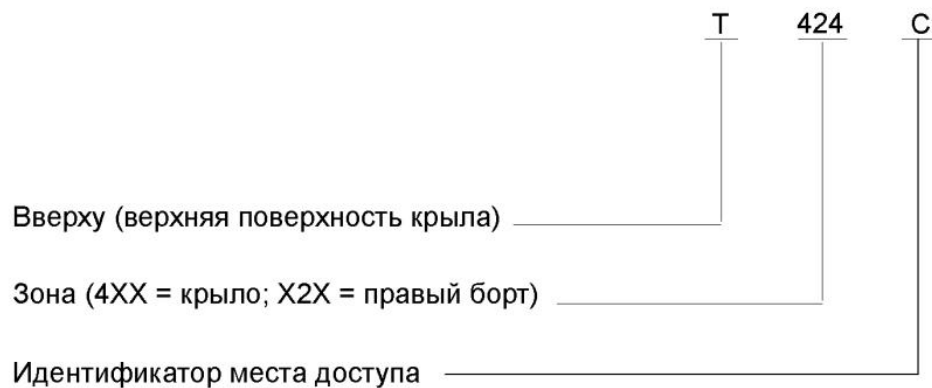 T 424 C
Вверху (верхняя поверхность крыла)
Зона (4XX = крыло; X2X = правый борт)
Идентификатор места доступа